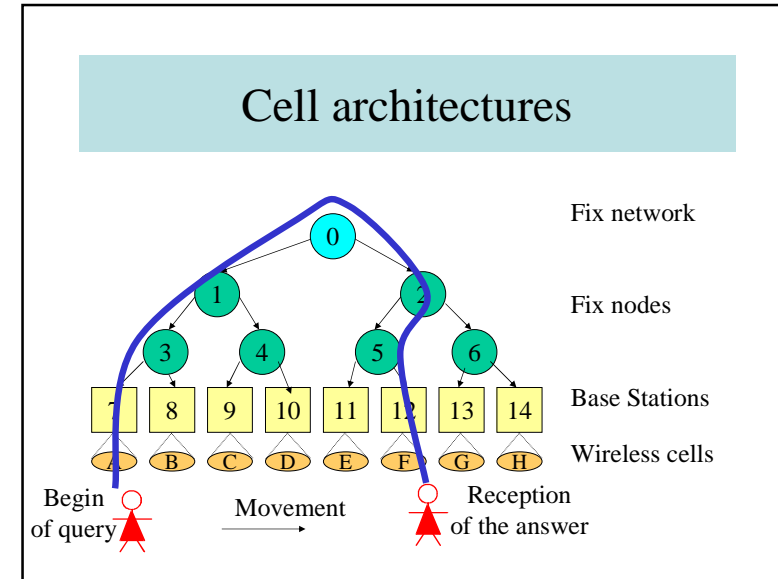 Cell architectures
Fix network
0
1
2
Fix nodes
3
4
5
6
7
8
9
10
11
12
13
14
Base Stations
A
B
C
D
E
F
G
H
Wireless cells
Begin
of query
Movement
Reception
of the answer